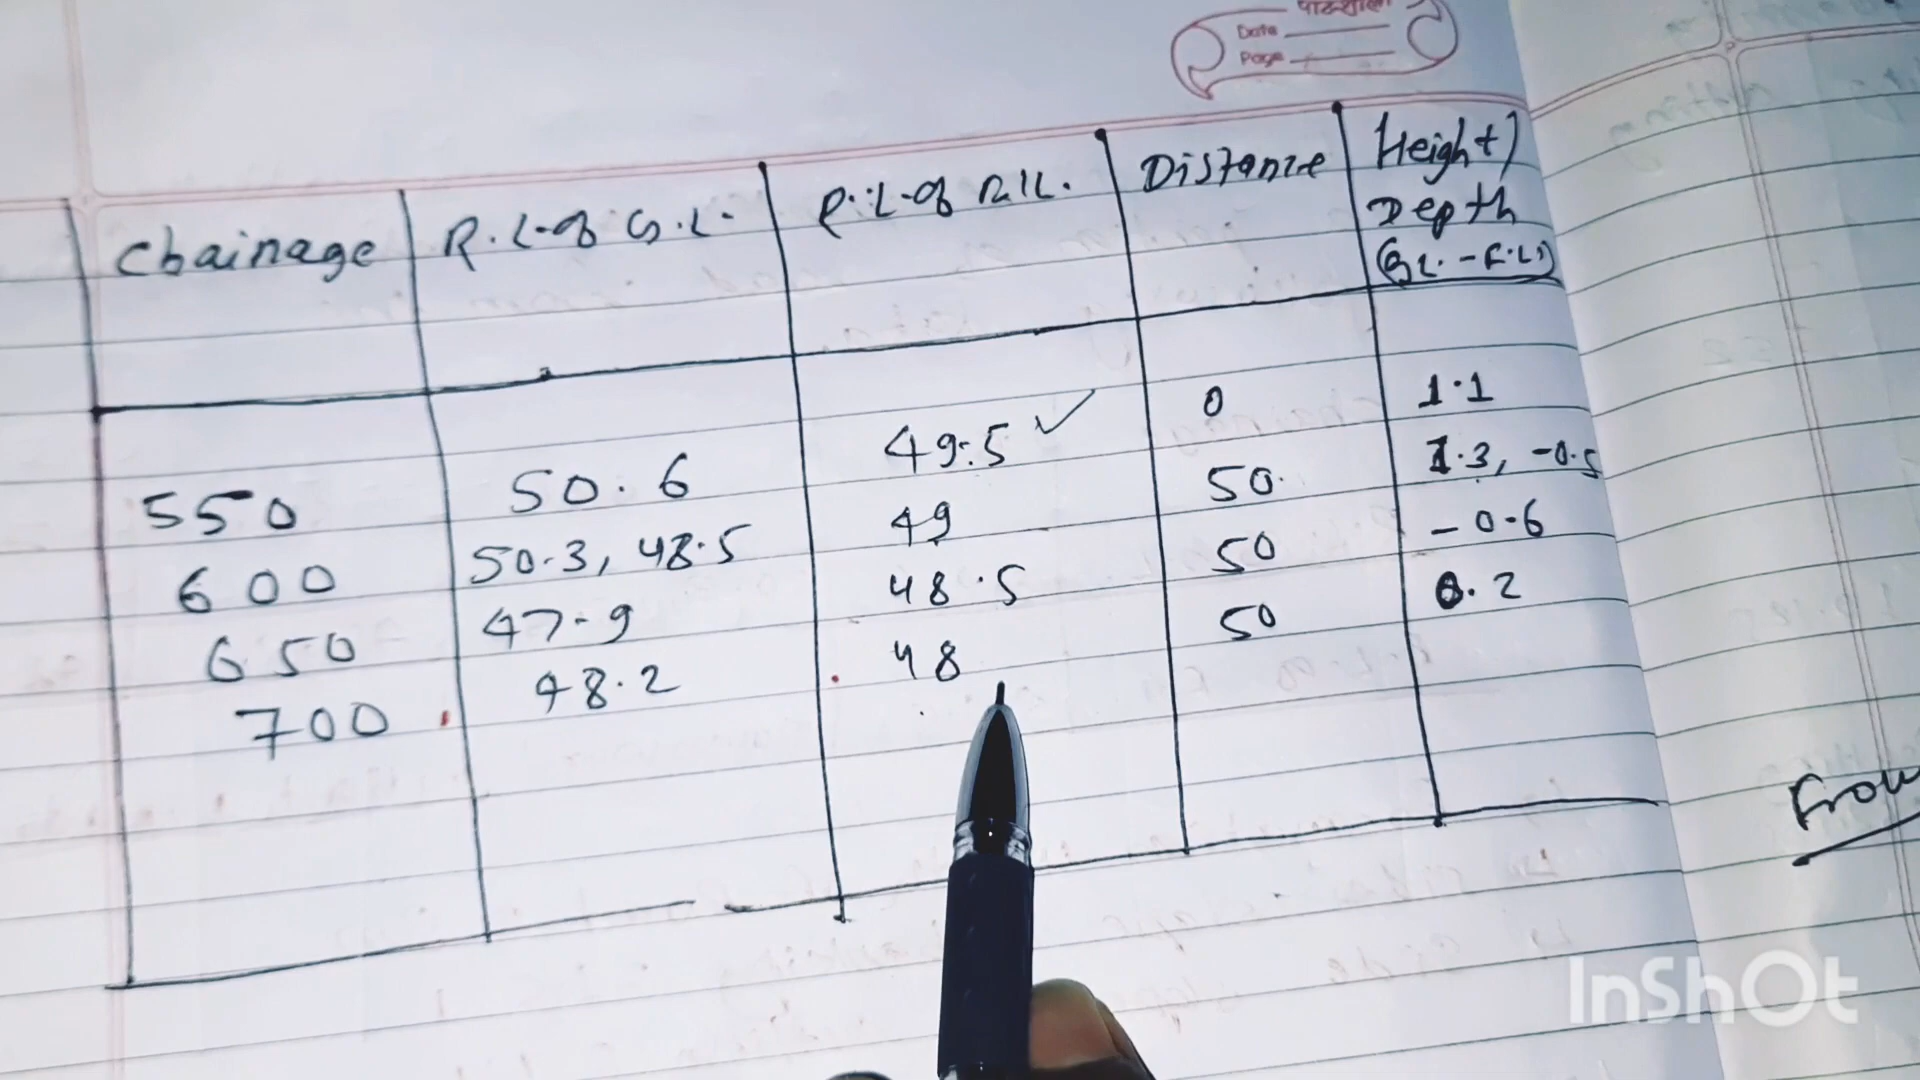 पाठशाला
Date
Page
Chainage R.L. of G.L. R.L. of R.L. Distance Height/
Depth
(G.L. - F.L.)
550 50.6 49.5 ✓ 0 1.1
600 50.3, 48.5 49 50 1.3, -0.5
650 47.9 48.5 50 -0.6
700 48.2 48 50 0.2
From
InShOt